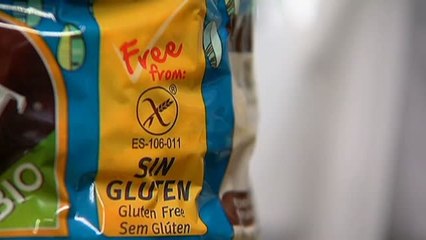 Free
from:
®
ES-106-011
SIN
GLUTEN
Gluten Free
Sem Glúten
BIO